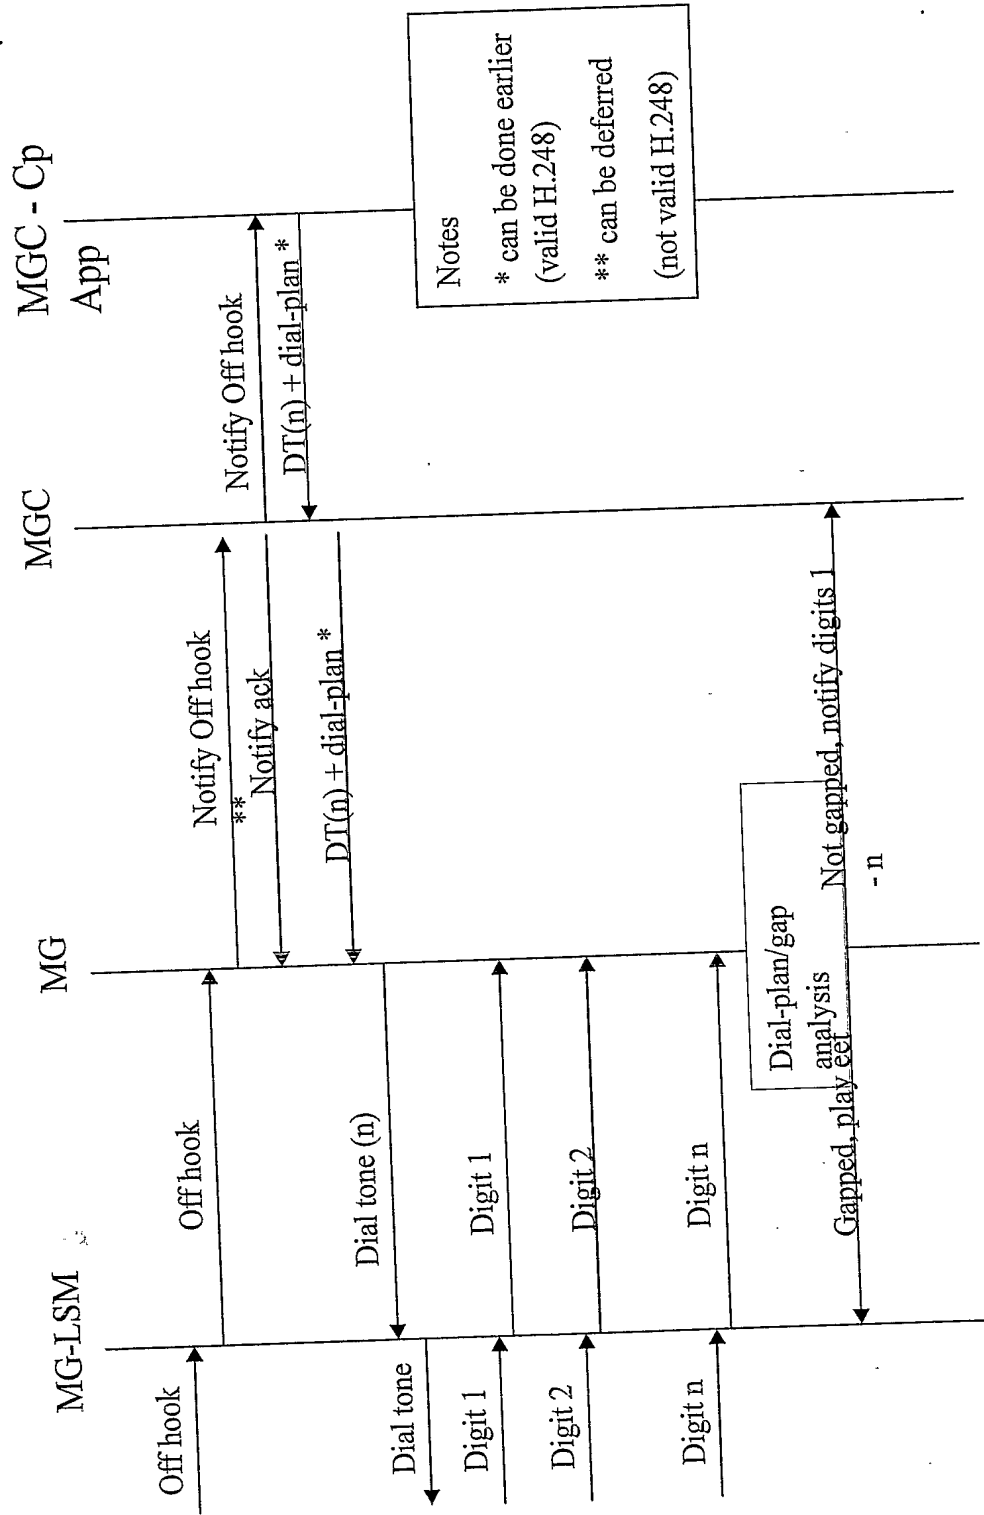 MG-LSM
MG
MGC
MGC - Cp
App
Off hook
Off hook
Notify Off hook
**
Notify ack
Notify Off hook
DT(n) + dial-plan *
DT(n) + dial-plan *
Dial tone (n)
Dial tone
Digit 1
Digit 1
Digit 2
Digit 2
Digit n
Digit n
Dial-plan/gap
analysis
Gapped, play eet
Not gapped, notify digits 1
- n
Notes
* can be done earlier
(valid H.248)
** can be deferred
(not valid H.248)